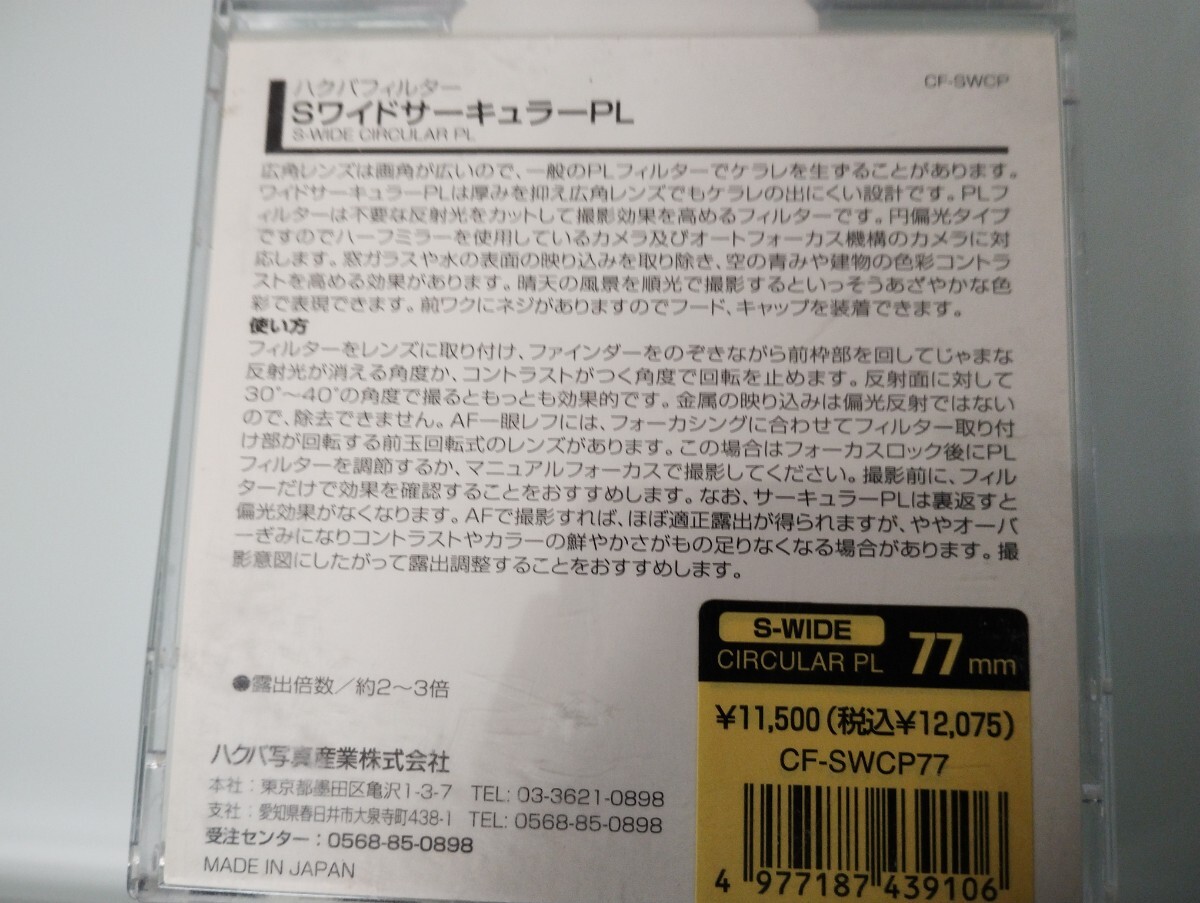 ハクバフィルター
CF-SWCP
SワイドサーキュラーPL
S-WIDE CIRCULAR PL
広角レンズは画角が広いので、一般のPLフィルターでケラレを生ずることがあります。
ワイドサーキュラーPLは厚みを抑え広角レンズでもケラレの出にくい設計です。PLフ
ィルターは不要な反射光をカットして撮影効果を高めるフィルターです。円偏光タイプ
ですのでハーフミラーを使用しているカメラ及びオートフォーカス機構のカメラに対
応します。窓ガラスや水の表面の映り込みを取り除き、空の青みや建物の色彩コントラ
ストを高める効果があります。晴天の風景を順光で撮影するといっそうあざやかな色
彩で表現できます。前ワクにネジがありますのでフード、キャップを装着できます。
使い方
フィルターをレンズに取り付け、ファインダーをのぞきながら前枠部を回してじゃまな
反射光が消える角度か、コントラストがつく角度で回転を止めます。反射面に対して
30°〜40°の角度で撮るともっとも効果的です。金属の映り込みは偏光反射ではない
ので、除去できません。AF一眼レフには、フォーカシングに合わせてフィルター取り付
け部が回転する前玉回転式のレンズがあります。この場合はフォーカスロック後にPL
フィルターを調節するか、マニュアルフォーカスで撮影してください。撮影前に、フィル
ターだけで効果を確認することをおすすめします。なお、サーキュラーPLは裏返すと
偏光効果がなくなります。AFで撮影すれば、ほぼ適正露出が得られますが、ややオーバ
ーぎみになりコントラストやカラーの鮮やかさがもの足りなくなる場合があります。撮
影意図にしたがって露出調整することをおすすめします。
●露出倍数/約2〜3倍
ハクバ写真産業株式会社
本社:東京都墨田区亀沢1-3-7 TEL: 03-3621-0898
支社:愛知県春日井市大泉寺町438-1 TEL: 0568-85-0898
受注センター:0568-85-0898
MADE IN JAPAN
S-WIDE
CIRCULAR PL 77mm
¥11,500(税込¥12,075)
CF-SWCP77
4 977187 439106